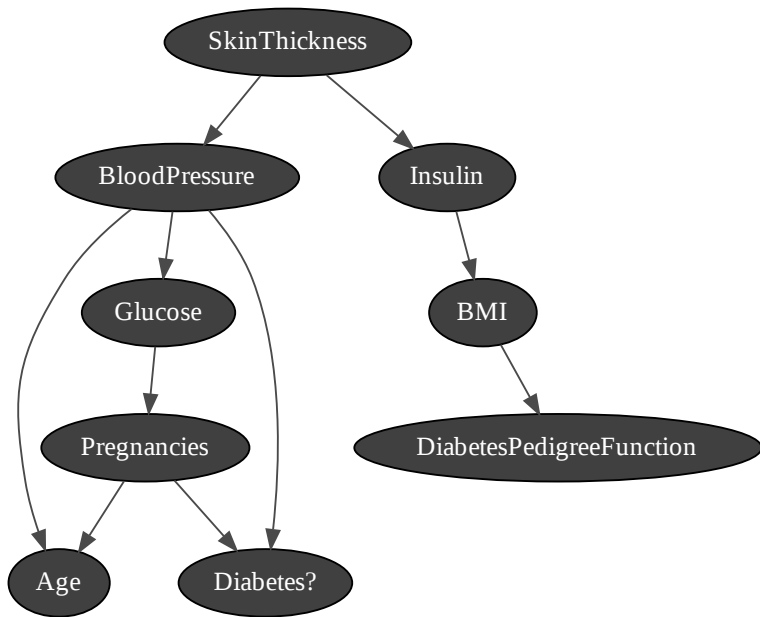 SkinThickness
BloodPressure
Insulin
Glucose
BMI
Pregnancies
DiabetesPedigreeFunction
Age
Diabetes?